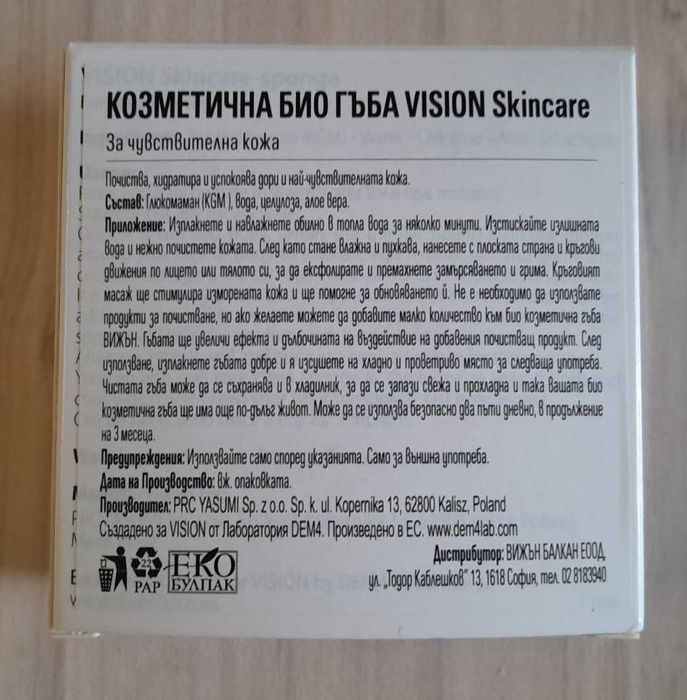 КОЗМЕТИЧНА БИО ГЪБА VISION Skincare
За чувствителна кожа
Почиства, хидратира и успокоява дори и най-чувствителната кожа.
Състав: Глюкомаман (KGM), вода, целулоза, алое вера.
Приложение: Изплакнете и навлажнете обилно в топла вода за няколко минути. Изстискайте излишната
вода и нежно почистете кожата. След като стане влажна и пухкава, нанесете с плоската страна и кръгови
движения по лицето или тялото си, за да ексфолирате и премахнете замърсяването и грима. Кръговият
масаж ще стимулира изморената кожа и ще помогне за обновяването й. Не е необходимо да използвате
продукти за почистване, но ако желаете можете да добавите малко количество към био козметична гъба
ВИЖЪН. Гъбата ще увеличи ефекта и дълбочината на въздействие на добавения почистващ продукт. След
използване, изплакнете гъбата добре и я изсушете на хладно и проветриво място за следваща употреба.
Чистата гъба може да се съхранява и в хладилник, за да се запази свежа и прохладна и така вашата био
козметична гъба ще има още по-дълъг живот. Може да се използва безопасно два пъти дневно, в продължение
на 3 месеца.
Предупреждения: Използвайте само според указанията. Само за външна употреба.
Дата на Производство: вж. опаковката.
Производител: PRC YASUMI Sp. z o.o. Sp. k. ul. Kopernika 13, 62800 Kalisz, Poland
Създадено за VISION от Лаборатория DEM4. Произведено в ЕС. www.dem4lab.com
Дистрибутор: ВИЖЪН БАЛКАН ЕООД,
ул. „Тодор Каблешков" 13, 1618 София, тел. 02 8183940
22
PAP
ЕКО
БУЛПАК